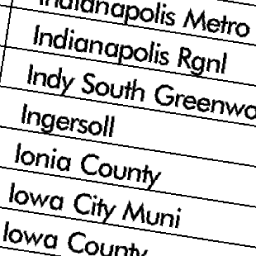 Indianapolis Metro
Indianapolis Rgnl
Indy South Greenwo
Ingersoll
Ionia County
Iowa City Muni
Iowa County